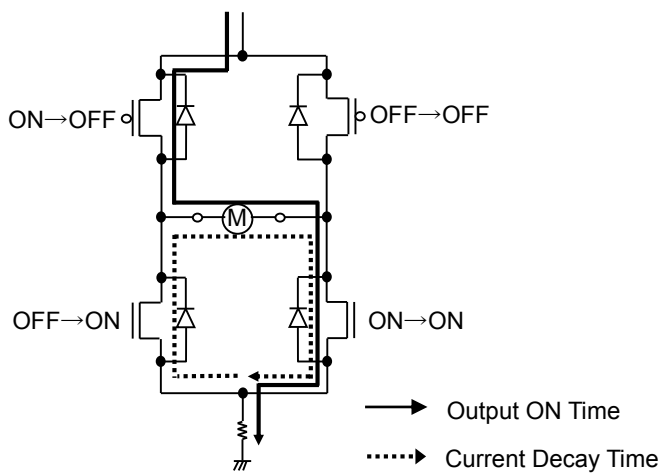 ON→OFF
OFF→OFF
M
OFF→ON
ON→ON
Output ON Time
Current Decay Time